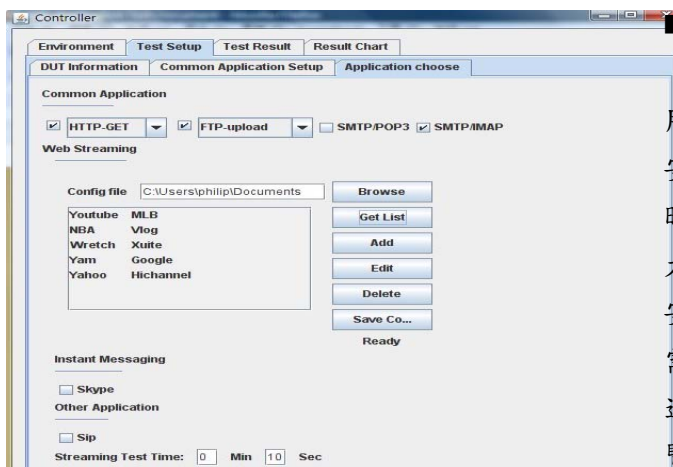 Controller
Environment Test Setup Test Result Result Chart
DUT Information Common Application Setup Application choose
Common Application
HTTP-GET FTP-upload SMTP/POP3 SMTP/IMAP
Web Streaming
Config file C:\Users\philip\Documents Browse
Youtube MLB Get List
NBA Vlog
Wretch Xuite Add
Yam Google
Yahoo Hichannel Edit
Delete
Save Co...
Ready
Instant Messaging
Skype
Other Application
Sip
Streaming Test Time: 0 Min 10 Sec